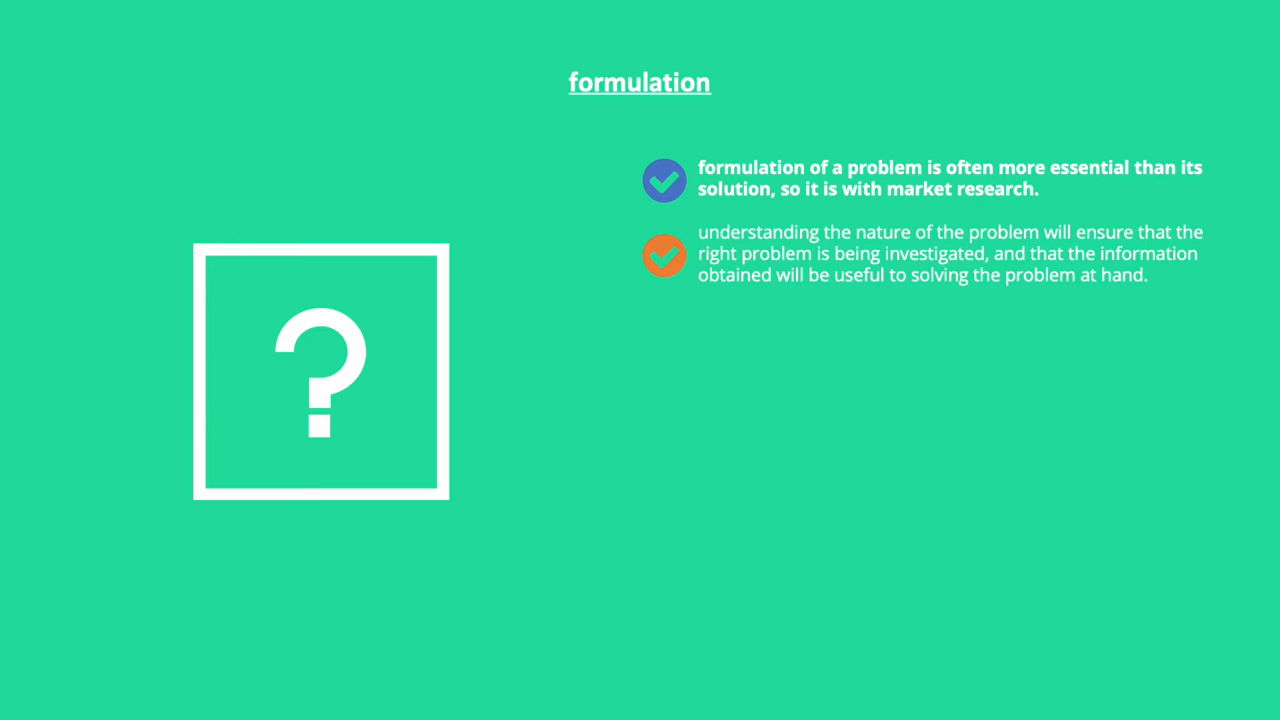 formulation
formulation of a problem is often more essential than its
solution, so it is with market research.
understanding the nature of the problem will ensure that the
right problem is being investigated, and that the information
obtained will be useful to solving the problem at hand.
?